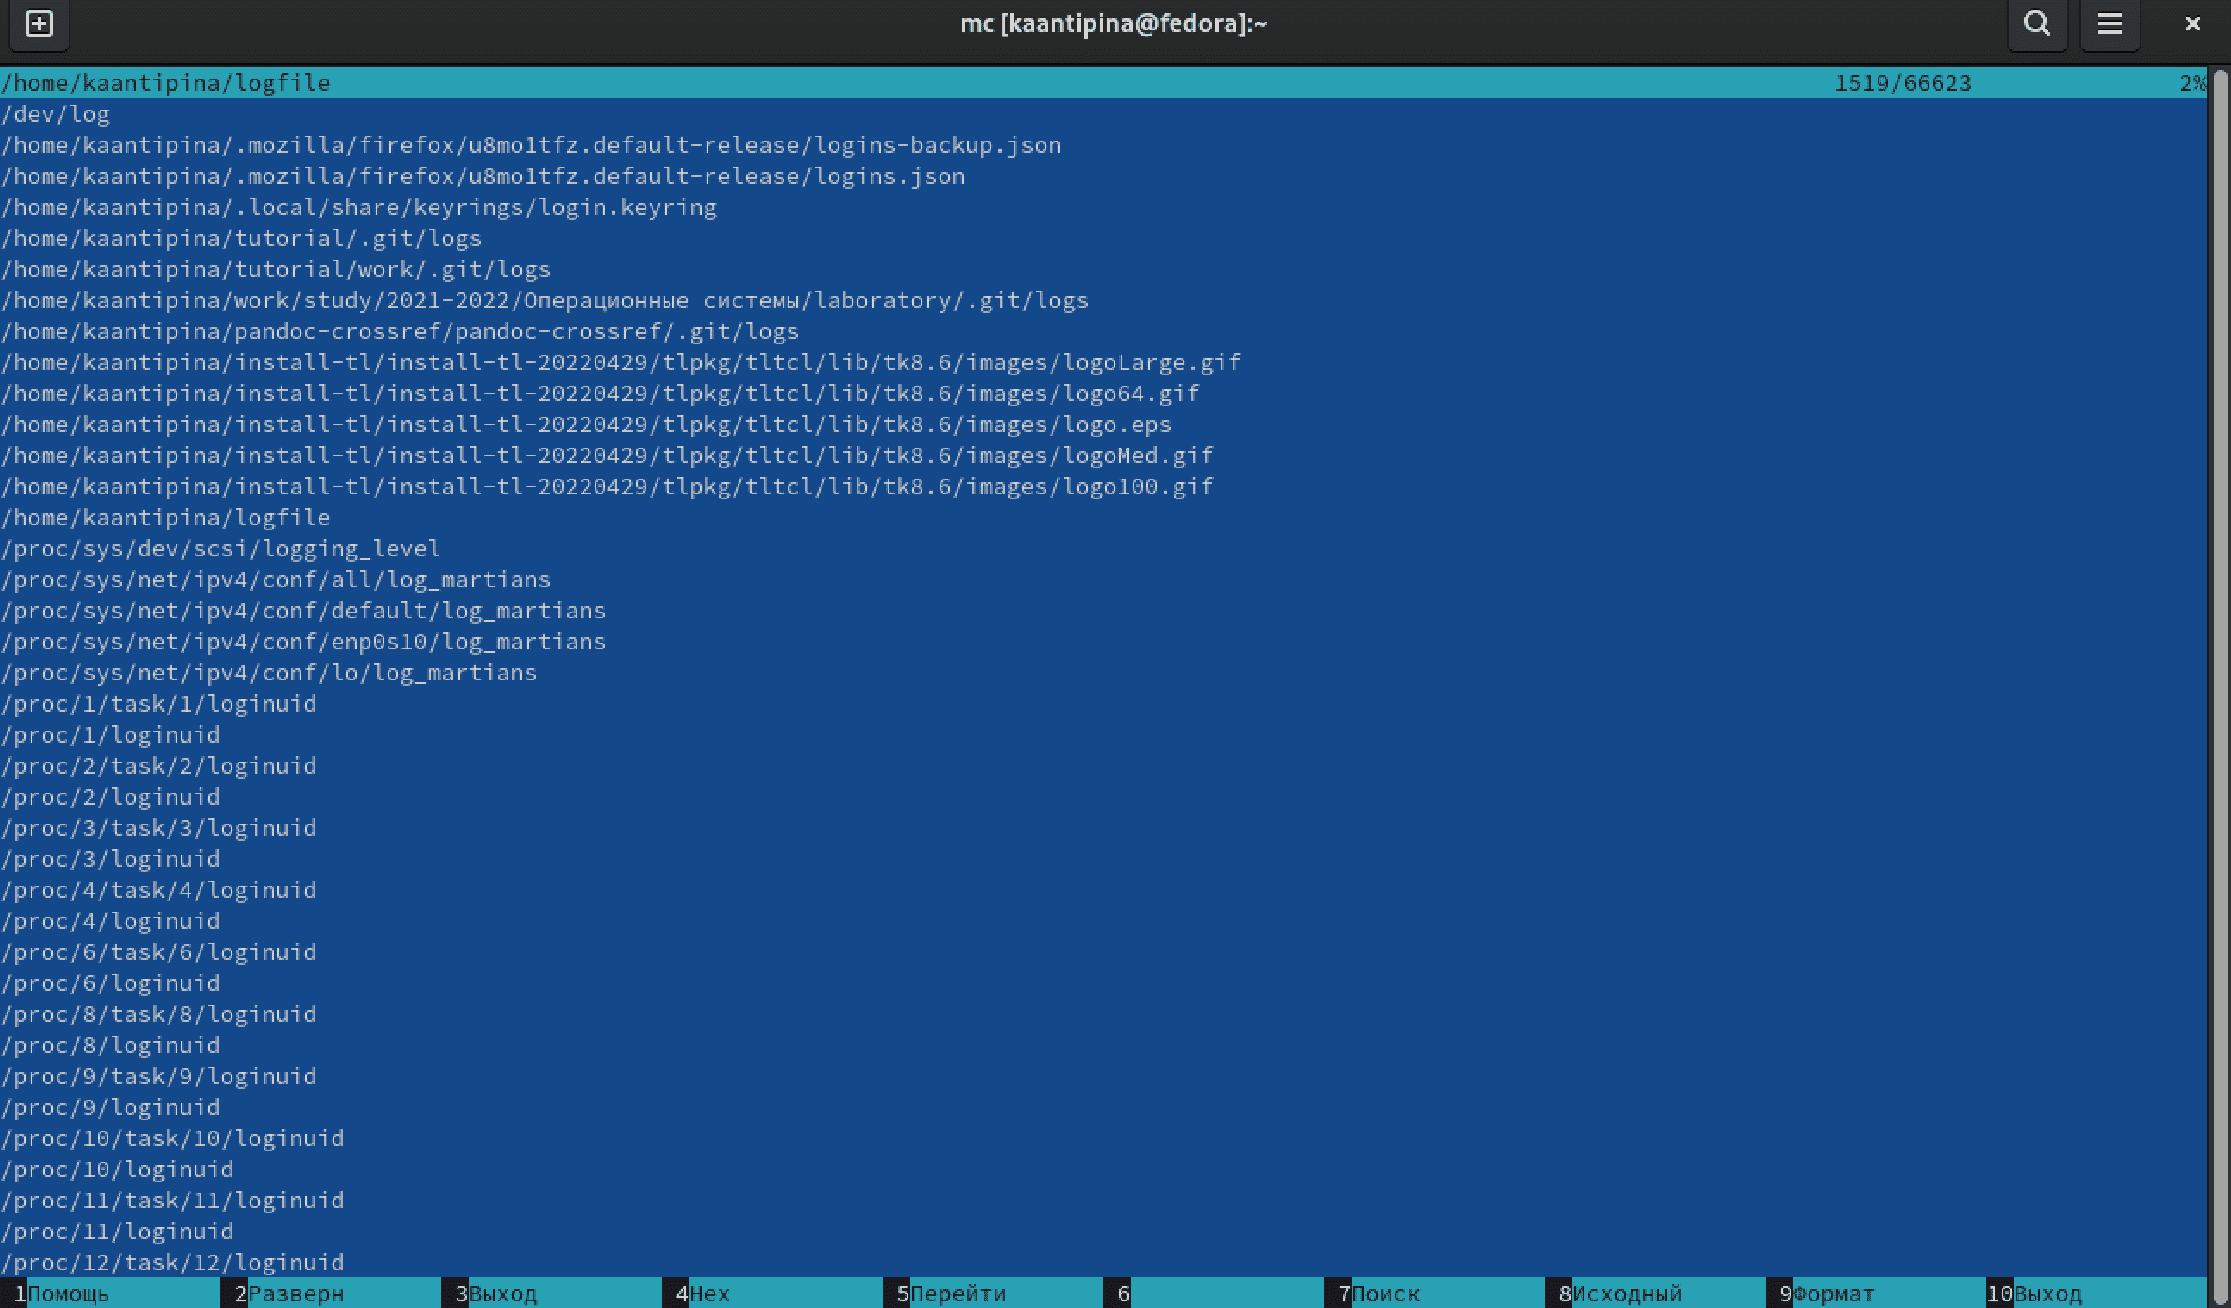 mc [kaantipina@fedora]:~
/home/kaantipina/logfile 1519/66623 2%
/dev/log
/home/kaantipina/.mozilla/firefox/u8mo1tfz.default-release/logins-backup.json
/home/kaantipina/.mozilla/firefox/u8mo1tfz.default-release/logins.json
/home/kaantipina/.local/share/keyrings/login.keyring
/home/kaantipina/tutorial/.git/logs
/home/kaantipina/tutorial/work/.git/logs
/home/kaantipina/work/study/2021-2022/Операционные системы/laboratory/.git/logs
/home/kaantipina/pandoc-crossref/pandoc-crossref/.git/logs
/home/kaantipina/install-tl/install-tl-20220429/tlpkg/tltcl/lib/tk8.6/images/logoLarge.gif
/home/kaantipina/install-tl/install-tl-20220429/tlpkg/tltcl/lib/tk8.6/images/logo64.gif
/home/kaantipina/install-tl/install-tl-20220429/tlpkg/tltcl/lib/tk8.6/images/logo.eps
/home/kaantipina/install-tl/install-tl-20220429/tlpkg/tltcl/lib/tk8.6/images/logoMed.gif
/home/kaantipina/install-tl/install-tl-20220429/tlpkg/tltcl/lib/tk8.6/images/logo100.gif
/home/kaantipina/logfile
/proc/sys/dev/scsi/logging_level
/proc/sys/net/ipv4/conf/all/log_martians
/proc/sys/net/ipv4/conf/default/log_martians
/proc/sys/net/ipv4/conf/enp0s10/log_martians
/proc/sys/net/ipv4/conf/lo/log_martians
/proc/1/task/1/loginuid
/proc/1/loginuid
/proc/2/task/2/loginuid
/proc/2/loginuid
/proc/3/task/3/loginuid
/proc/3/loginuid
/proc/4/task/4/loginuid
/proc/4/loginuid
/proc/6/task/6/loginuid
/proc/6/loginuid
/proc/8/task/8/loginuid
/proc/8/loginuid
/proc/9/task/9/loginuid
/proc/9/loginuid
/proc/10/task/10/loginuid
/proc/10/loginuid
/proc/11/task/11/loginuid
/proc/11/loginuid
/proc/12/task/12/loginuid
1Помощь 2Разверн 3Выход 4Hex 5Перейти 6 7Поиск 8Исходный 9Формат 10Выход